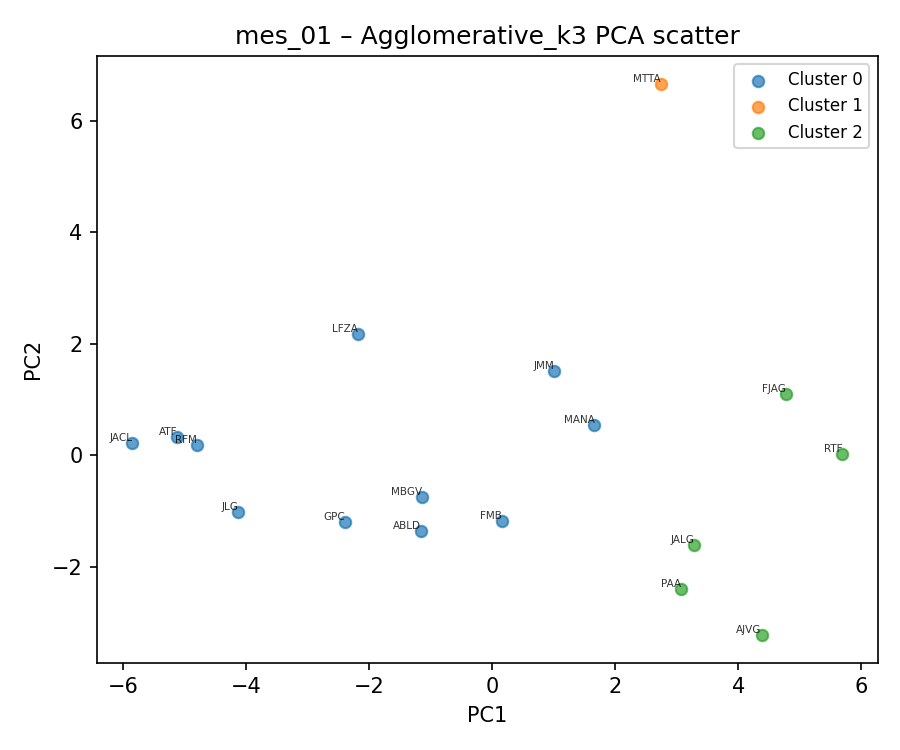 mes_01 – Agglomerative_k3 PCA scatter
MTTA
Cluster 0
Cluster 1
Cluster 2
6
4
2
0
−2
PC2
LFZA
JMM
FJAG
MANA
JACL
ATF
RFM
RTF
MBGV
JLG
GPC
ABLD
FMB
JALG
PAA
AJVG
−6
−4
−2
0
2
4
6
PC1